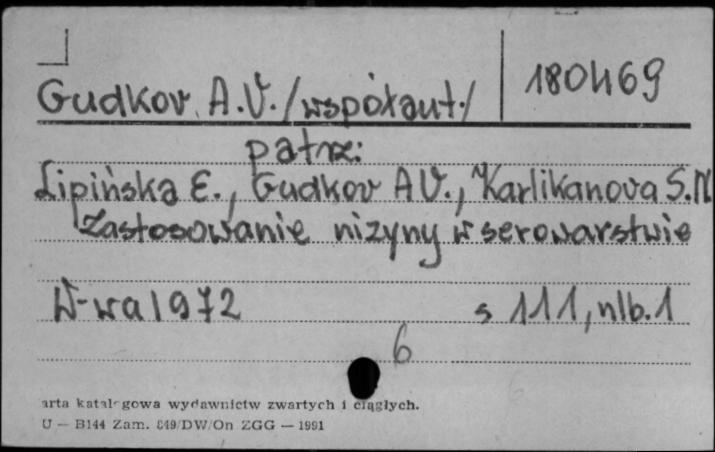 Gudkov A.V. /współaut./ 180469
patrz:
Lipińska E., Gudkov A V., Karlikanova S.N
Zastosowanie nizyny w serowarstwie
W-wa 1972 s 111, nlb. 1
6
arta katalogowa wydawnictw zwartych i ciągłych.
U — B144 Zam. 849/DW/On ZGG — 1991